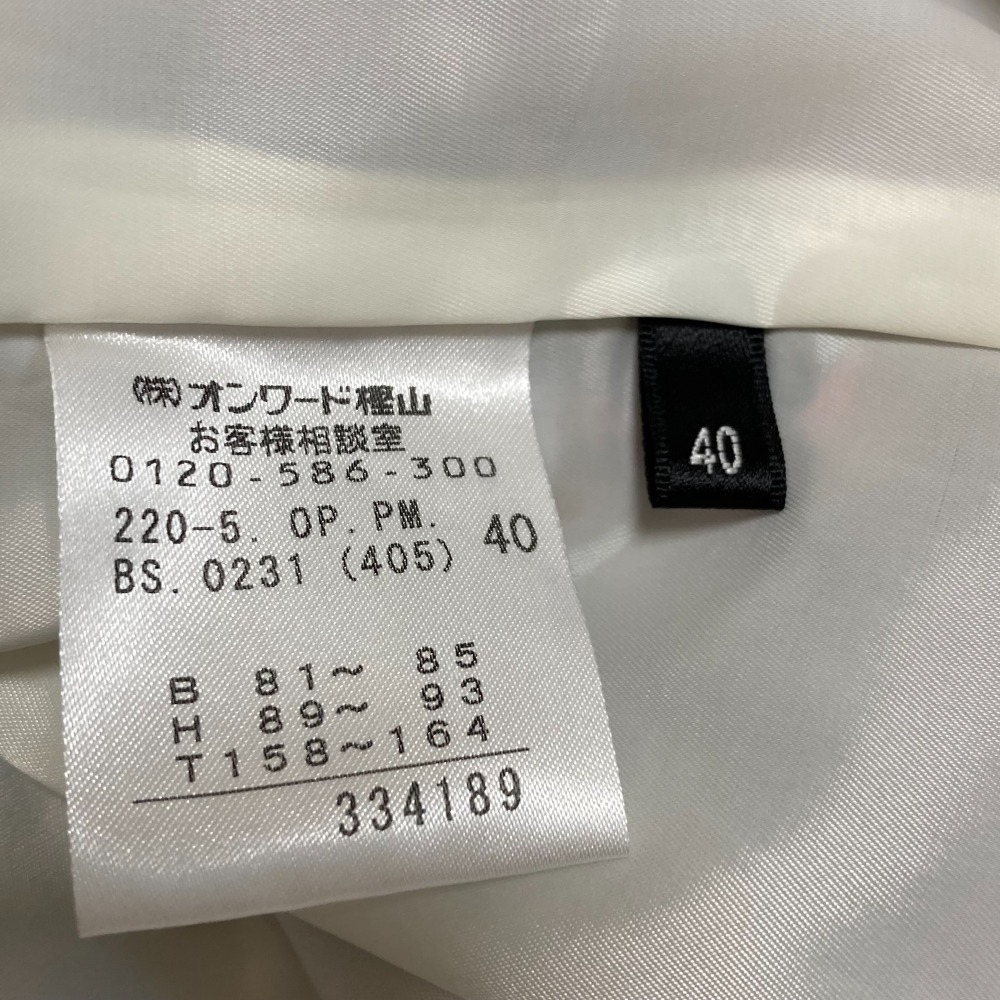 (株)オンワード樫山
お客様相談室
0120-586-300
220-5. OP. PM. 40
BS. 0231 (405)
B 81～ 85
H 89～ 93
T158～164
334189
40